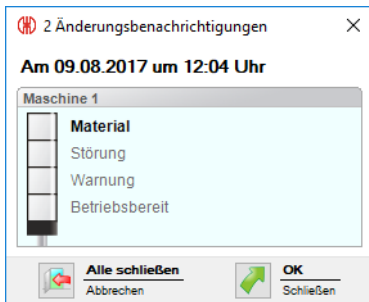 2 Änderungsbenachrichtigungen
Am 09.08.2017 um 12:04 Uhr
Maschine 1
Material
Störung
Warnung
Betriebsbereit
Alle schließen
Abbrechen
OK
Schließen